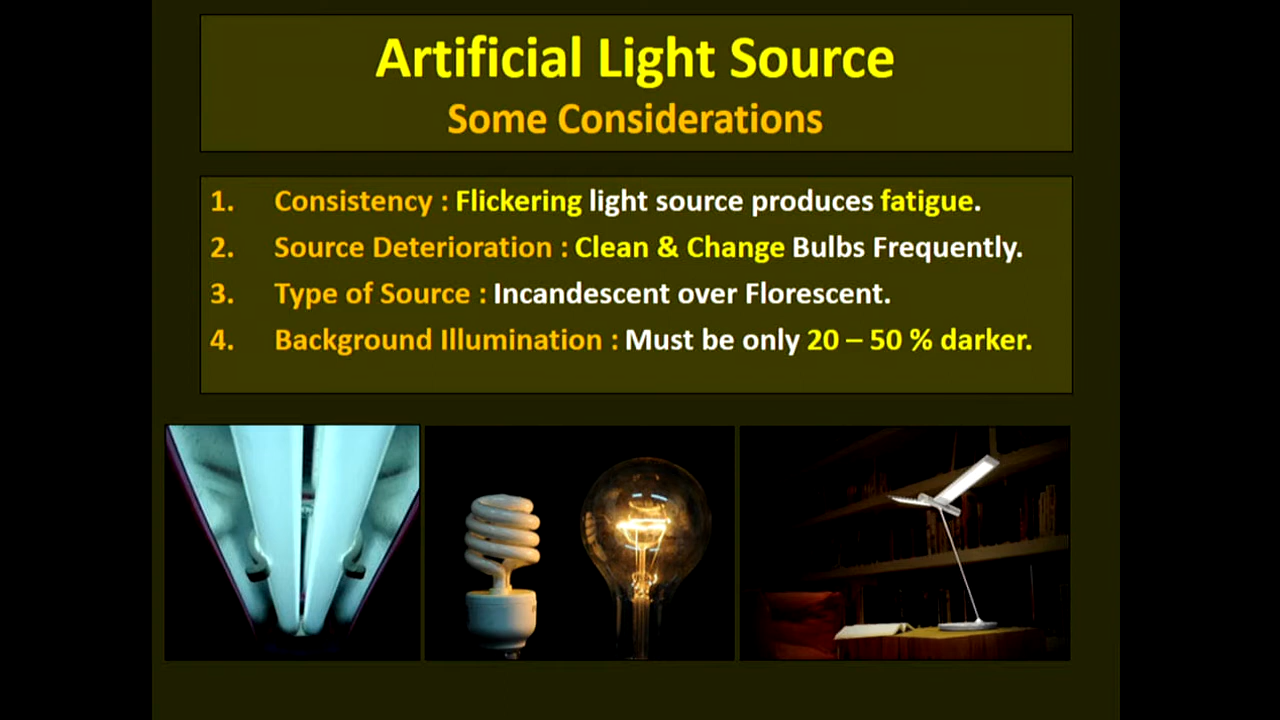 Artificial Light Source
Some Considerations
1. Consistency : Flickering light source produces fatigue.
2. Source Deterioration : Clean & Change Bulbs Frequently.
3. Type of Source : Incandescent over Florescent.
4. Background Illumination : Must be only 20 – 50 % darker.